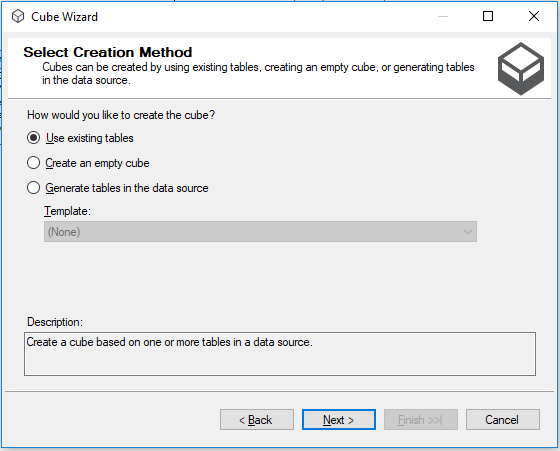 Cube Wizard
Select Creation Method
Cubes can be created by using existing tables, creating an empty cube, or generating tables
in the data source.
How would you like to create the cube?
Use existing tables
Create an empty cube
Generate tables in the data source
Template:
(None)
Description:
Create a cube based on one or more tables in a data source.
< Back
Next >
Finish >>|
Cancel